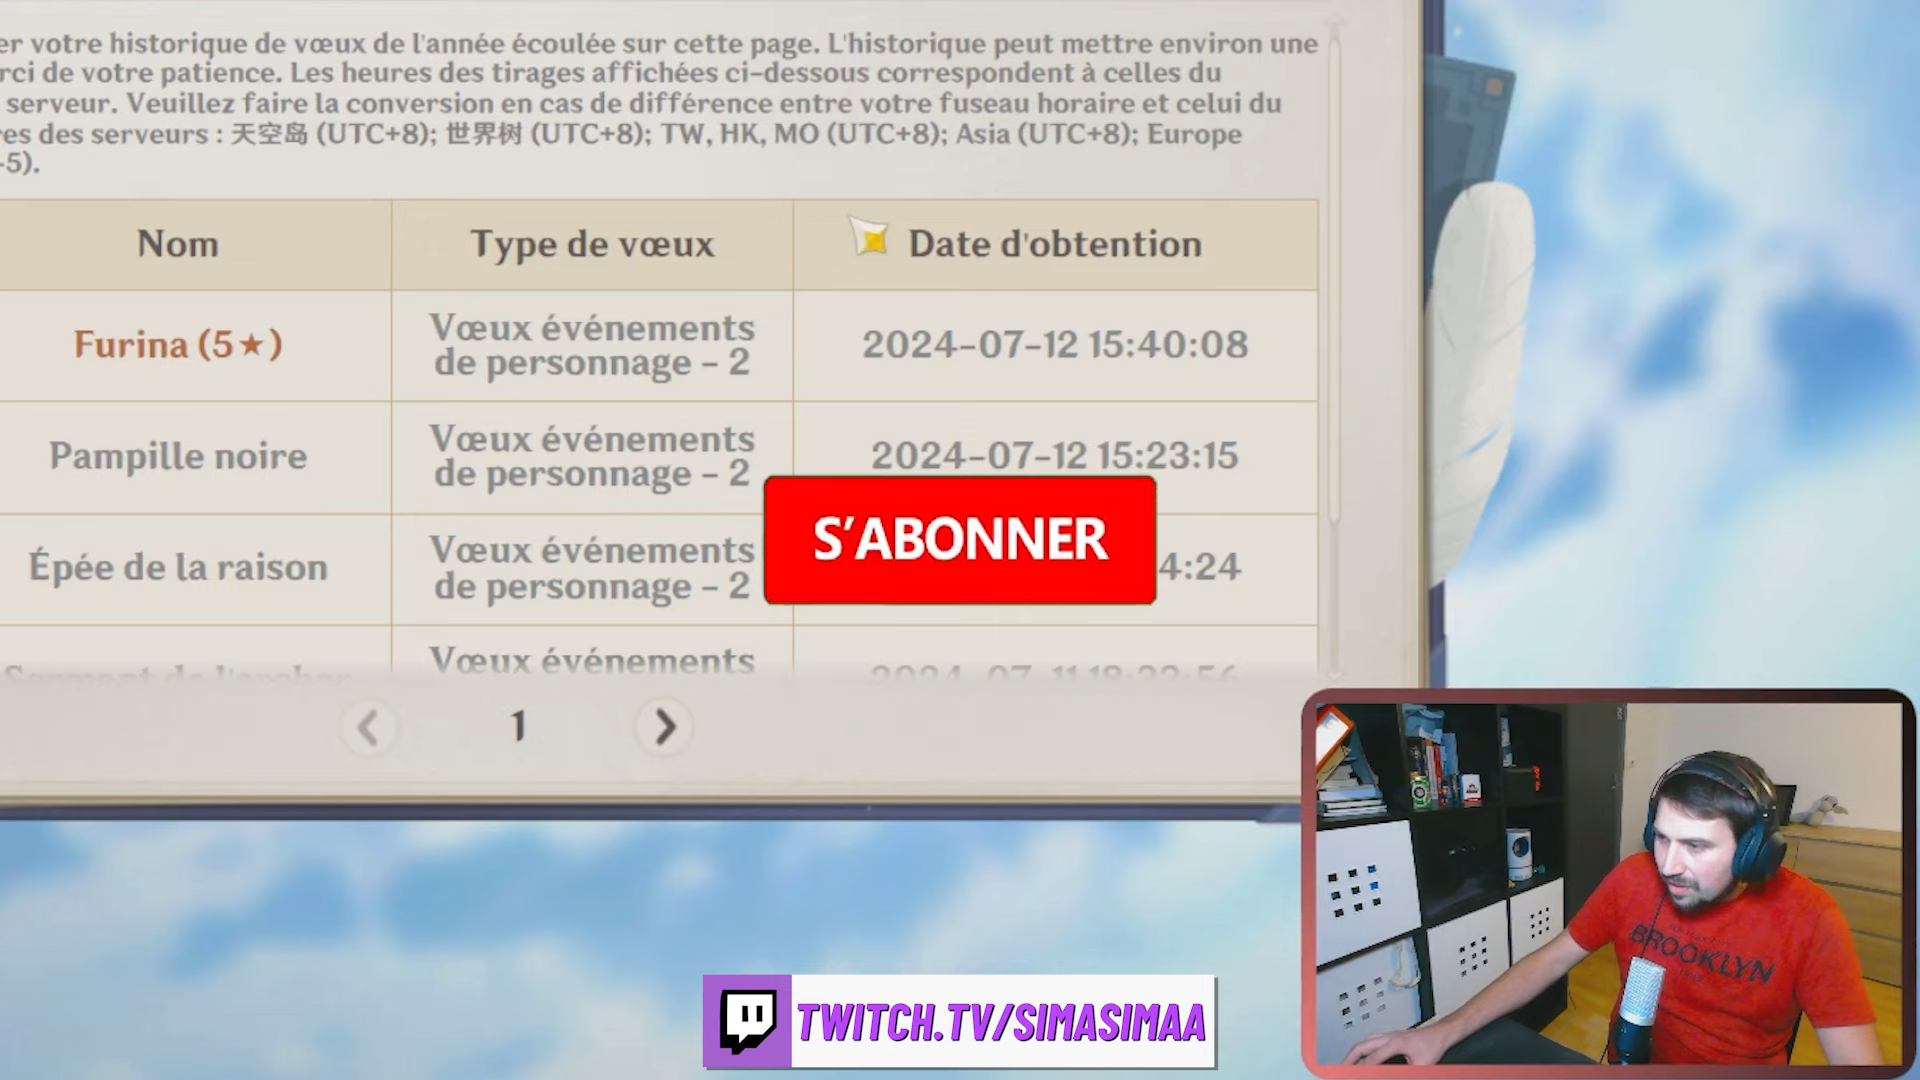 er votre historique de vœux de l'année écoulée sur cette page. L'historique peut mettre environ une
rci de votre patience. Les heures des tirages affichées ci-dessous correspondent à celles du
serveur. Veuillez faire la conversion en cas de différence entre votre fuseau horaire et celui du
res des serveurs : 天空岛 (UTC+8); 世界树 (UTC+8); TW, HK, MO (UTC+8); Asia (UTC+8); Europe
-5).
Nom Type de vœux Date d'obtention
Furina (5★) Vœux événements de personnage - 2 2024-07-12 15:40:08
Pampille noire Vœux événements de personnage - 2 2024-07-12 15:23:15
Épée de la raison Vœux événements de personnage - 2 4:24
S'ABONNER
Vœux événements
1
BROOKLYN
TWITCH.TV/SIMASIMAA